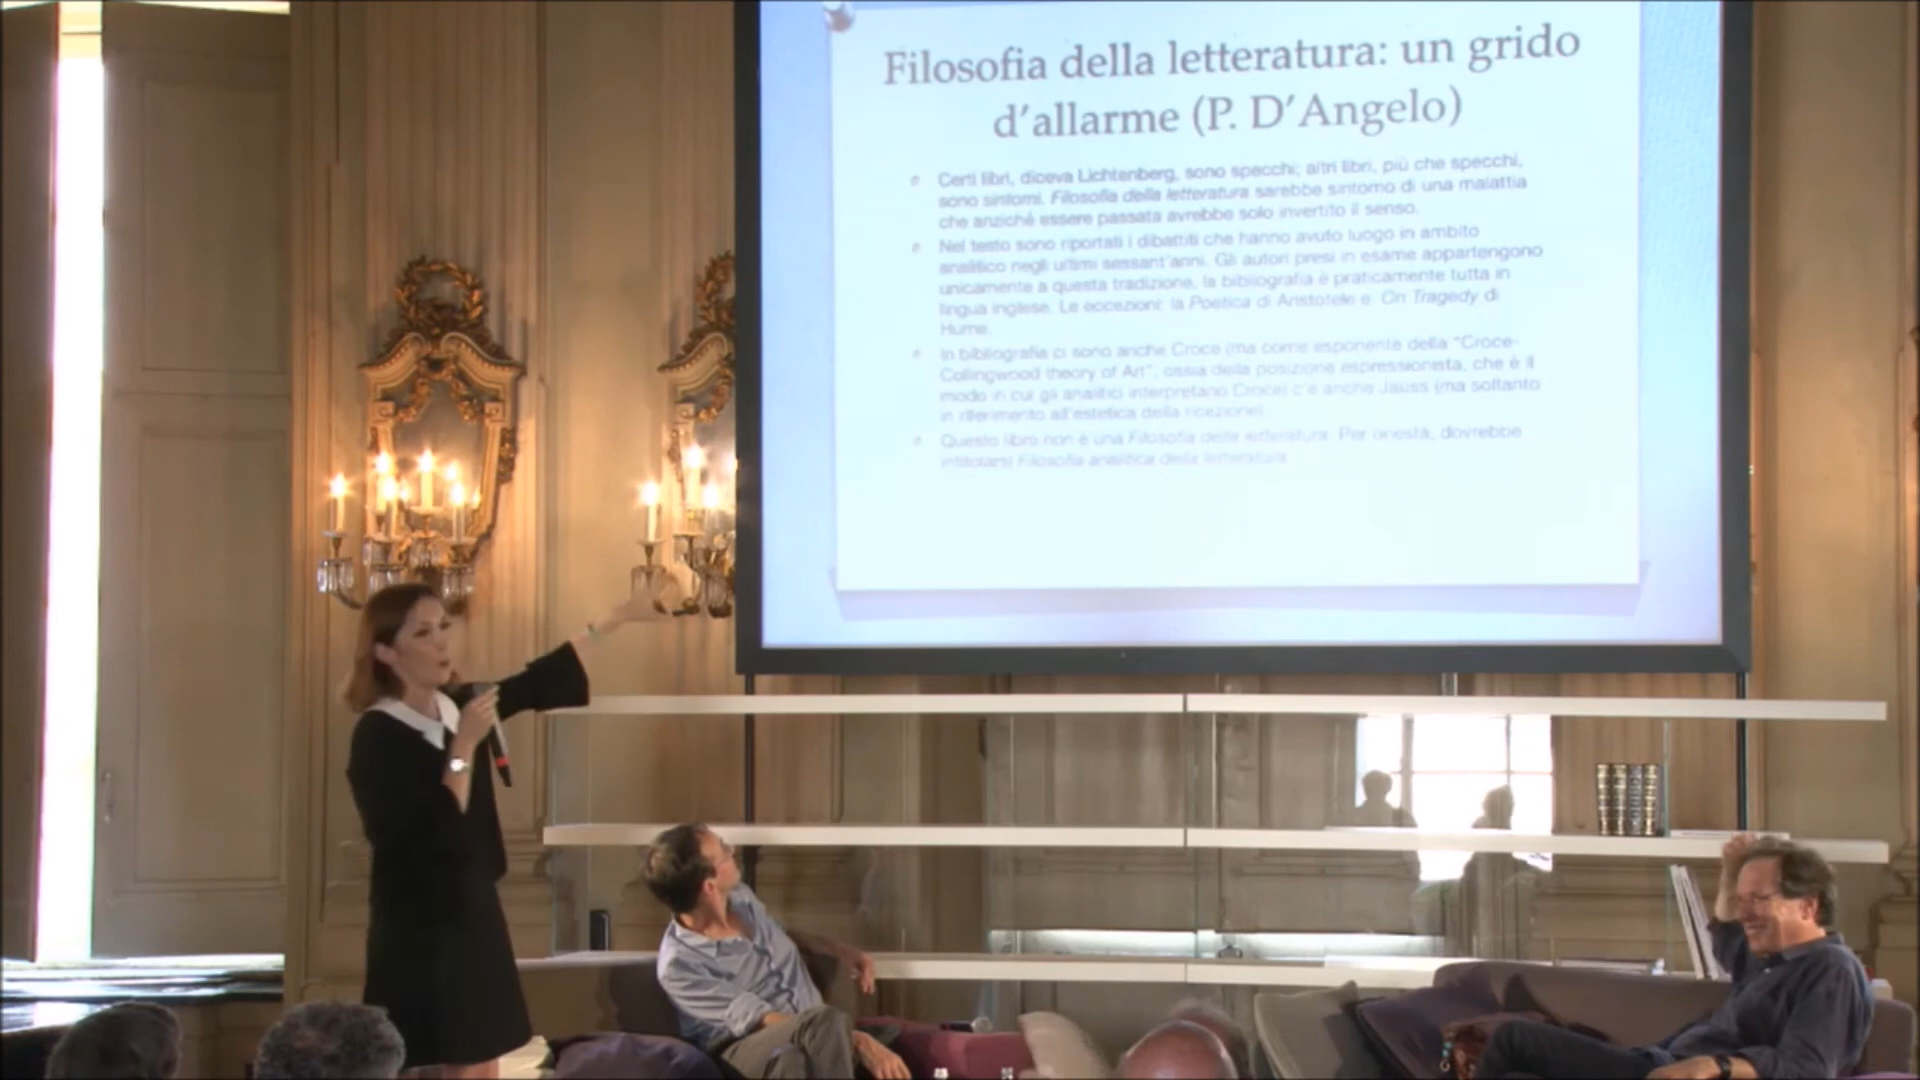 Filosofia della letteratura: un grido
d'allarme (P. D'Angelo)
Certi libri, diceva Lichtenberg, sono specchi; altri libri, più che specchi,
sono sintomi. Filosofia della letteratura sarebbe sintomo di una malattia
che anziché essere passata avrebbe solo invertito il senso.
Nel testo sono riportati i dibattiti che hanno avuto luogo in ambito
analitico negli ultimi sessant'anni. Gli autori presi in esame appartengono
unicamente a questa tradizione, la bibliografia è praticamente tutta in
lingua inglese. Le eccezioni: la Poetica di Aristotele e On Tragedy di
Hume.
In bibliografia ci sono anche Croce (ma come esponente della "Croce-
Collingwood theory of Art", ossia della posizione espressionista, che è il
modo in cui gli analitici interpretano Croce) c'è anche Jauss (ma soltanto
in riferimento all'estetica della ricezione)
Questo libro non è una Filosofia della letteratura. Per onestà, dovrebbe
intitolarsi Filosofia analitica della letteratura